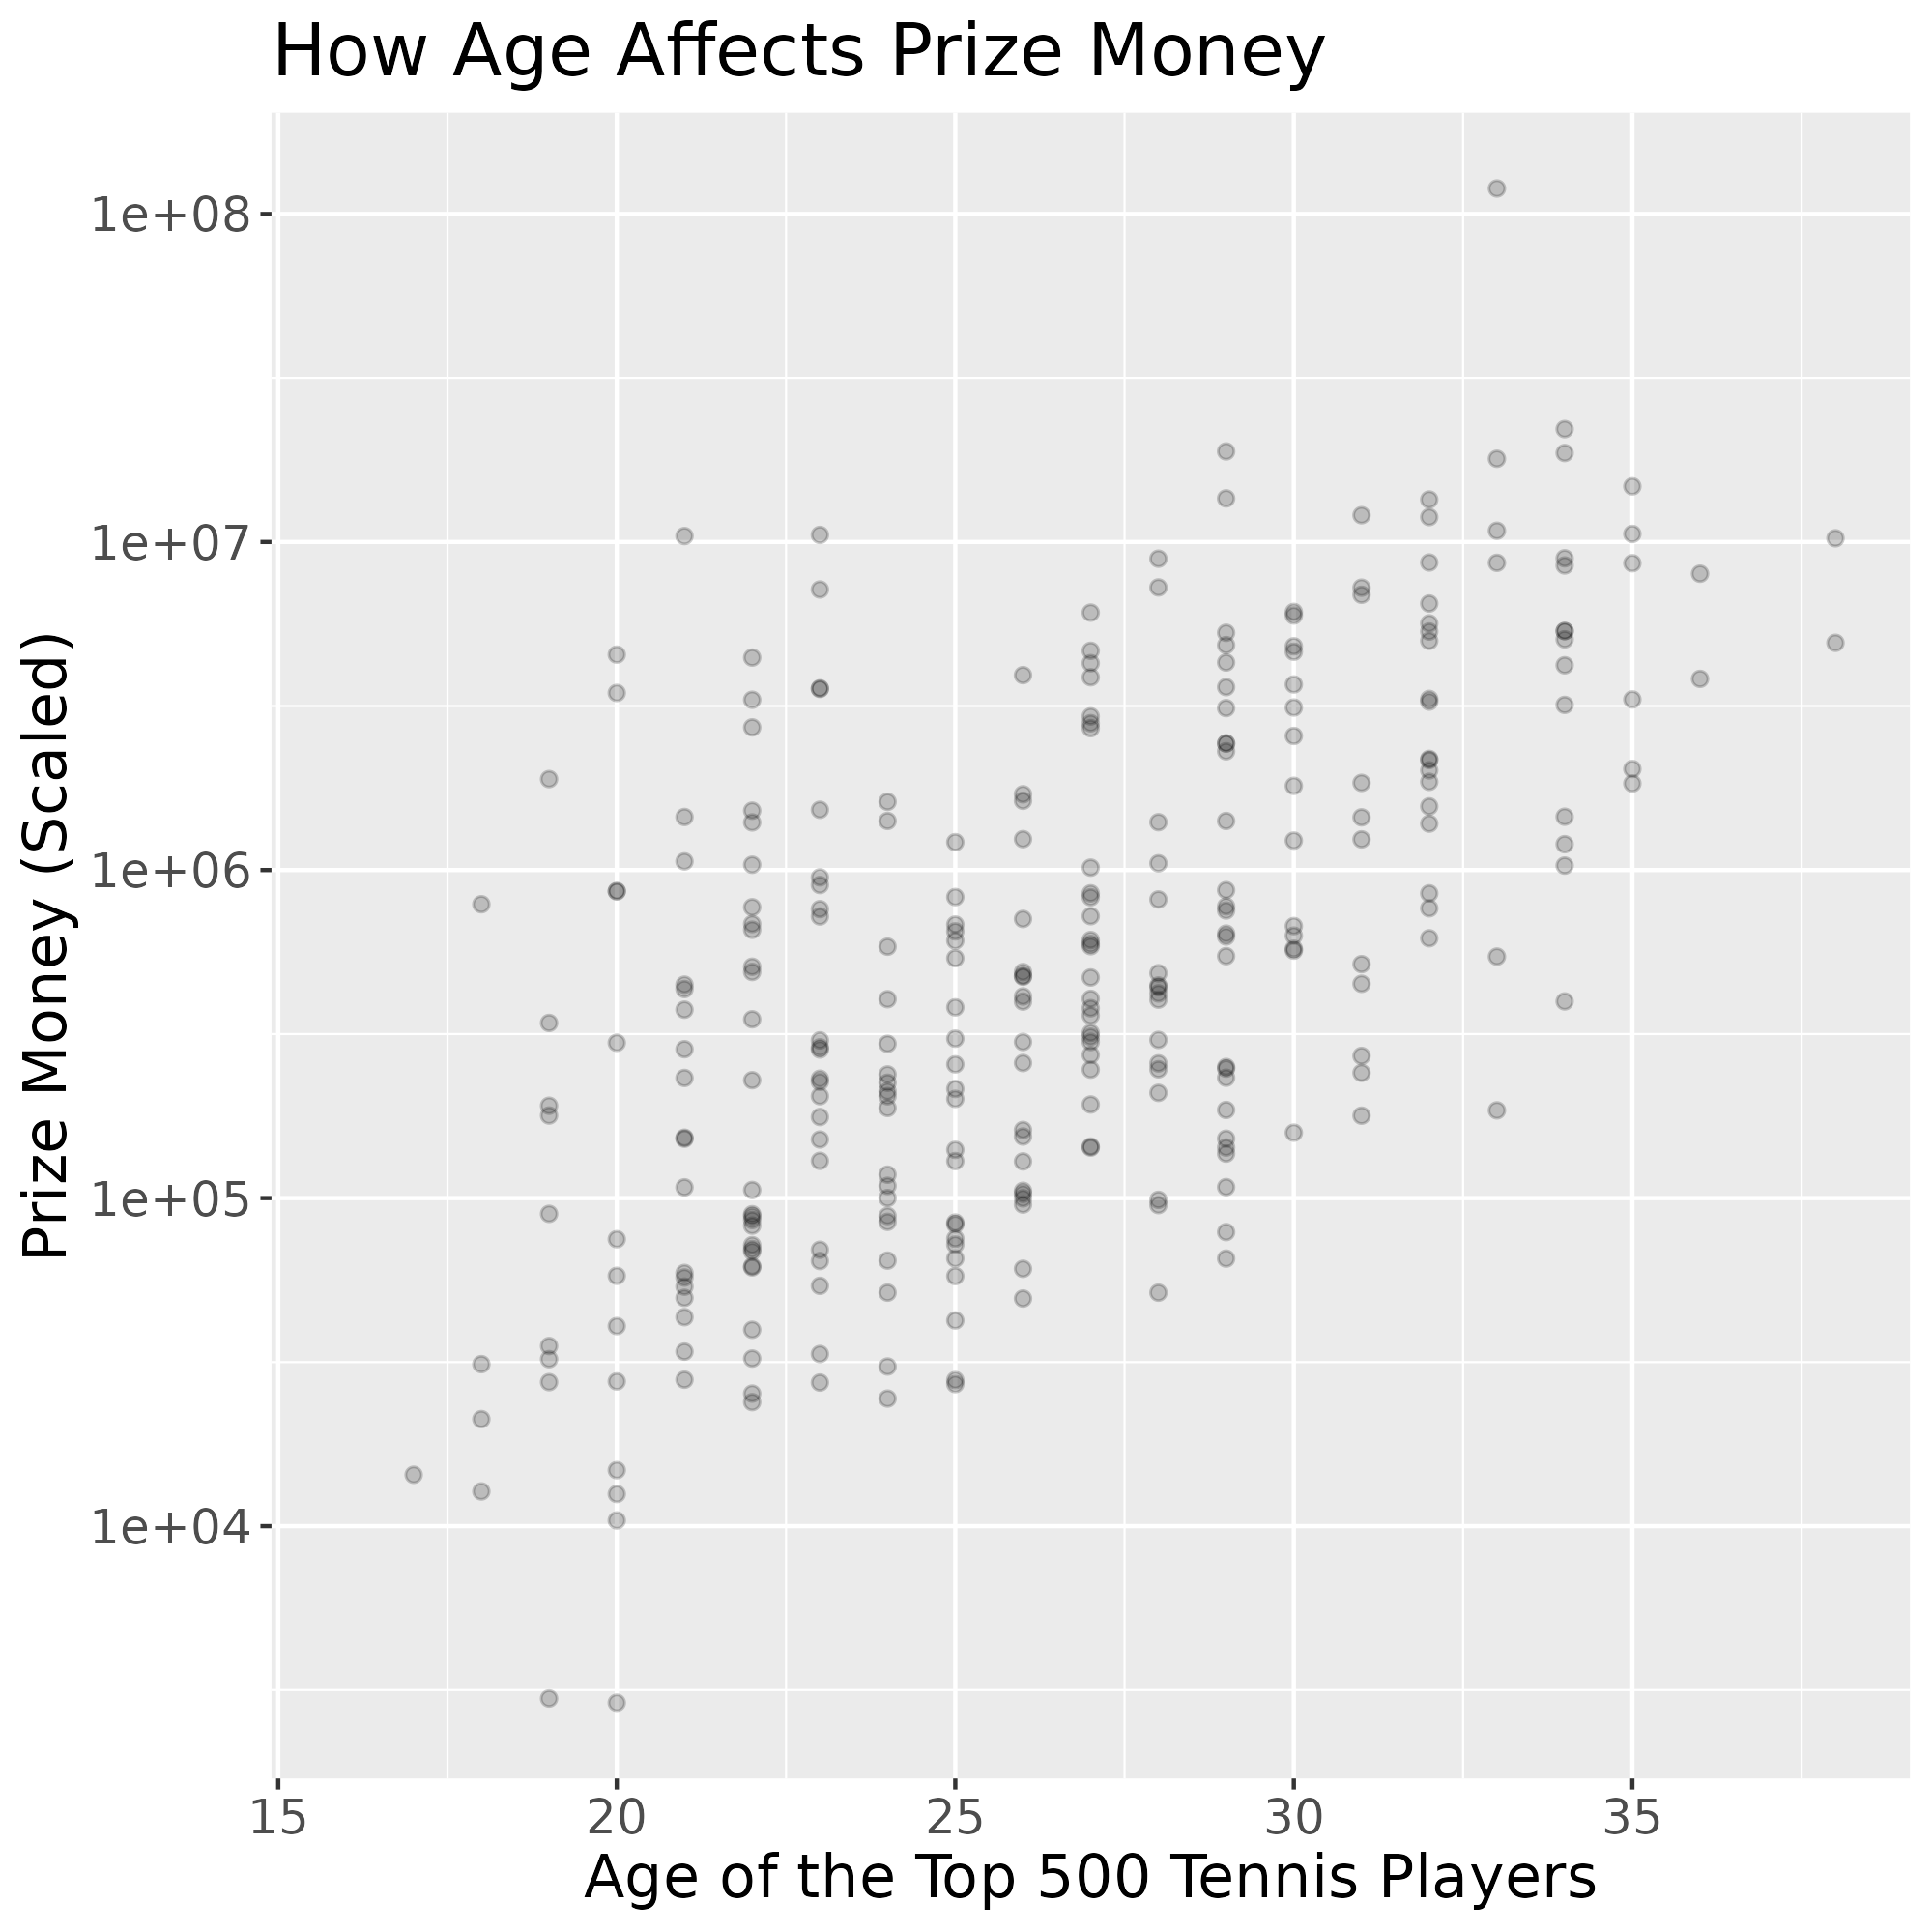 How Age Affects Prize Money
Prize Money (Scaled)
1e+08
1e+07
1e+06
1e+05
1e+04
15 20 25 30 35
Age of the Top 500 Tennis Players